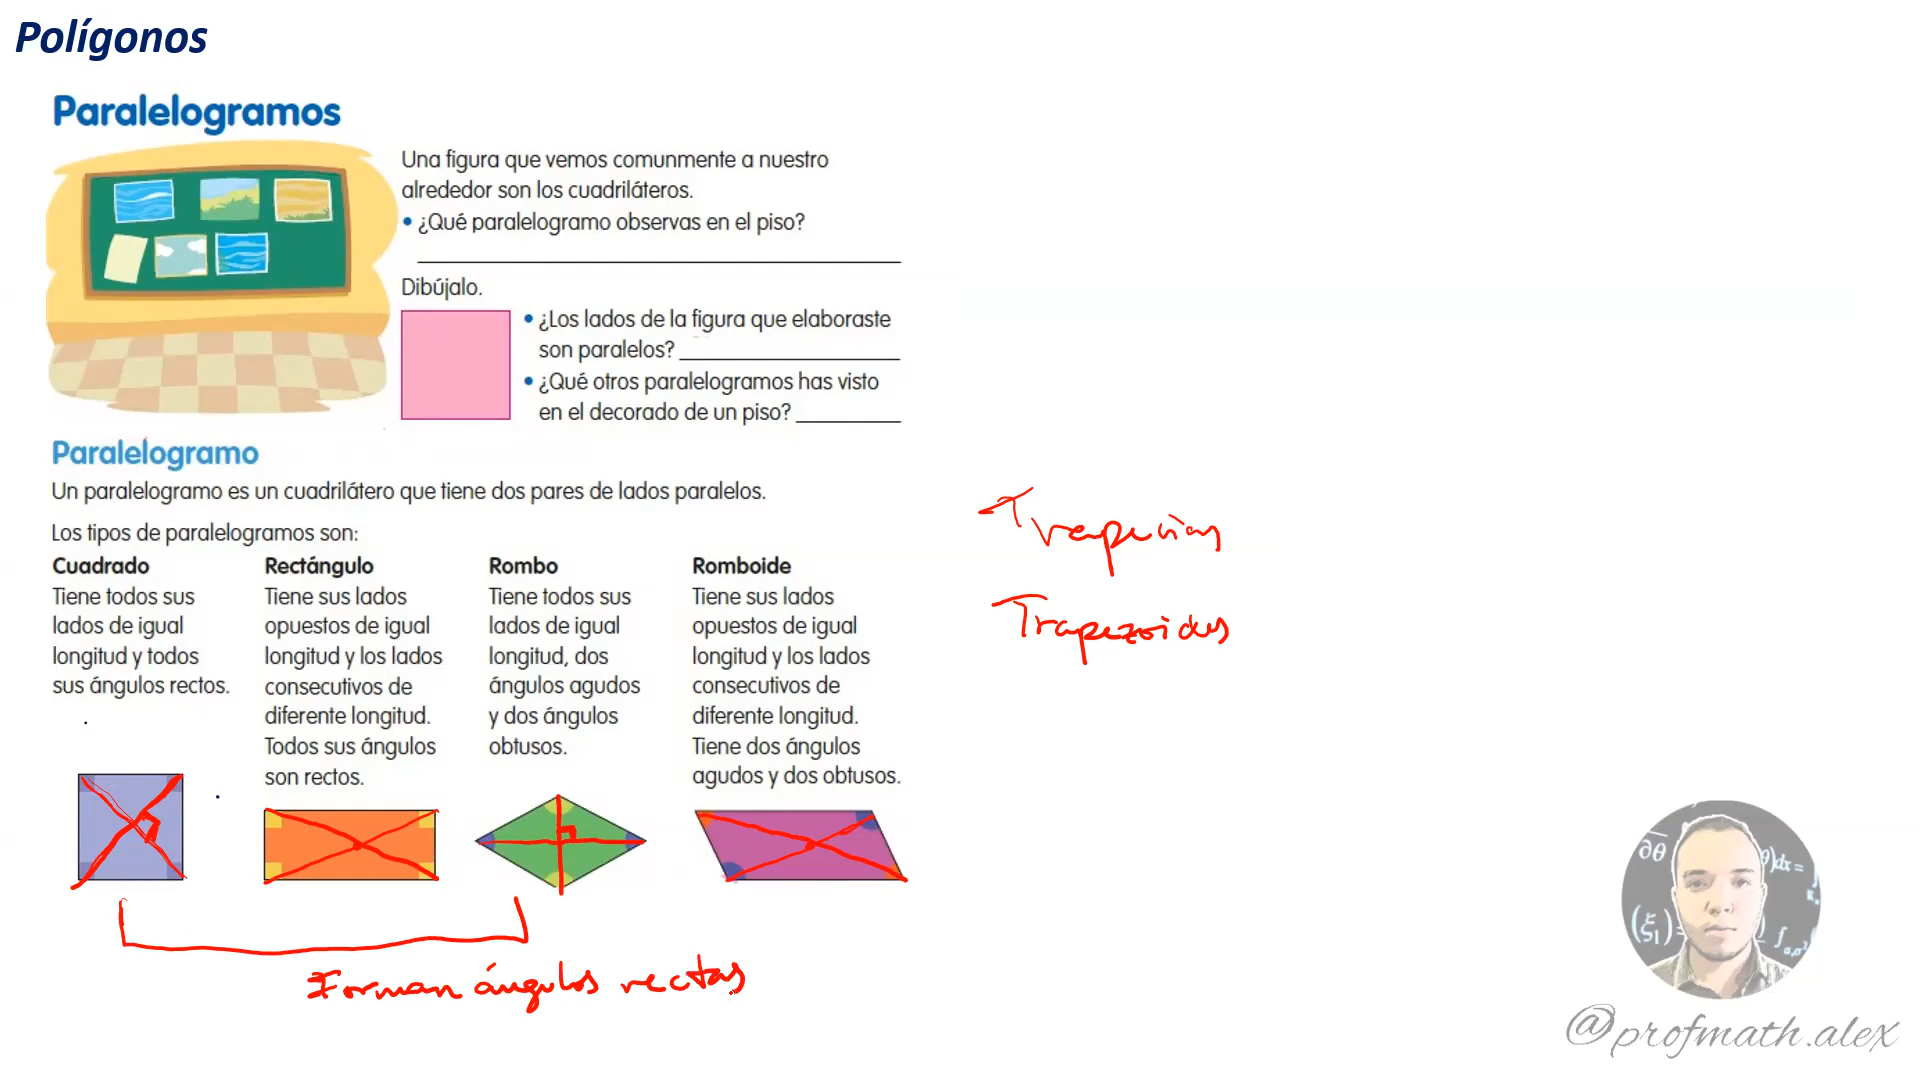 Polígonos
Paralelogramos
Una figura que vemos comunmente a nuestro
alrededor son los cuadriláteros.
• ¿Qué paralelogramo observas en el piso?
Dibújalo.
• ¿Los lados de la figura que elaboraste
son paralelos?
• ¿Qué otros paralelogramos has visto
en el decorado de un piso?
Paralelogramo
Un paralelogramo es un cuadrilátero que tiene dos pares de lados paralelos.
Los tipos de paralelogramos son:
Cuadrado
Tiene todos sus
lados de igual
longitud y todos
sus ángulos rectos.
Rectángulo
Tiene sus lados
opuestos de igual
longitud y los lados
consecutivos de
diferente longitud.
Todos sus ángulos
son rectos.
Rombo
Tiene todos sus
lados de igual
longitud, dos
ángulos agudos
y dos ángulos
obtusos.
Romboide
Tiene sus lados
opuestos de igual
longitud y los lados
consecutivos de
diferente longitud.
Tiene dos ángulos
agudos y dos obtusos.
Forman ángulos rectos
Trapecios
Trapezoides
∂θ
dx =
(ξ₁)
@profmath.alex